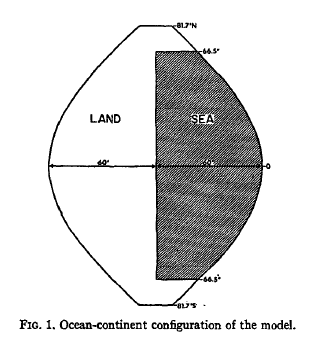 81.7°N
66.5°
LAND
SEA
60°
0
66.5°
81.7°S
FIG. 1. Ocean-continent configuration of the model.